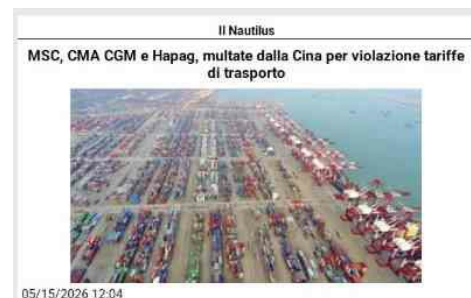 Il Nautilus
MSC, CMA CGM e Hapag, multate dalla Cina per violazione tariffe
di trasporto
05/15/2026 12:04